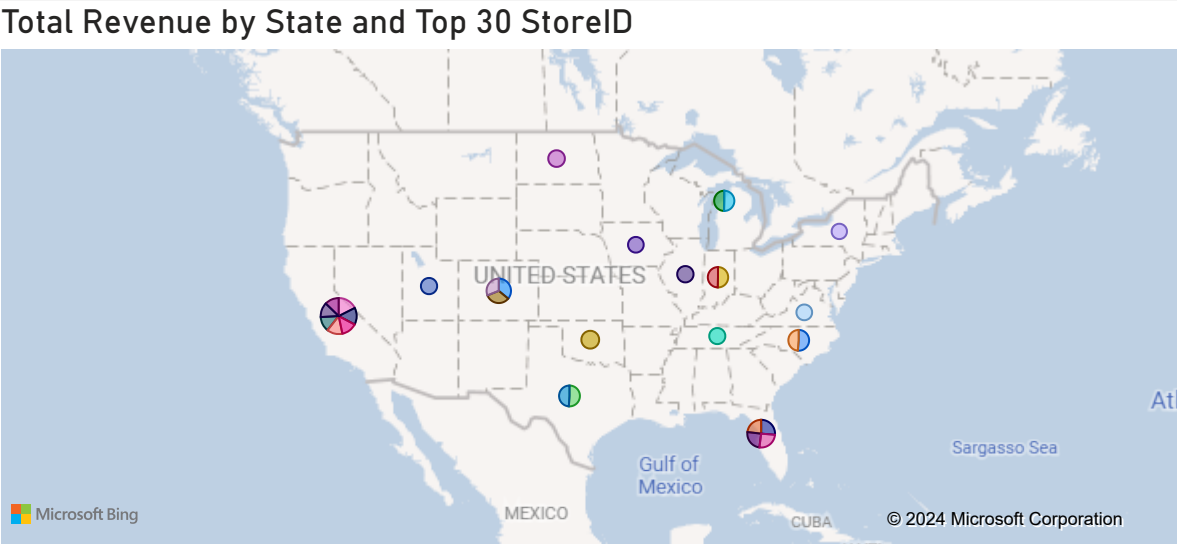 Total Revenue by State and Top 30 StoreID
UNITED STATES
Atl
Sargasso Sea
Gulf of
Mexico
Microsoft Bing
MEXICO
CUBA
© 2024 Microsoft Corporation